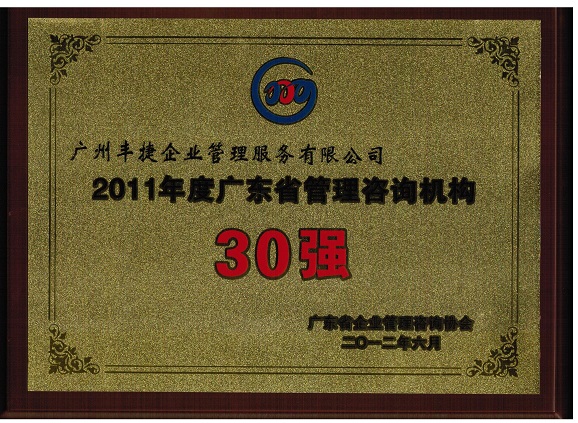 广州丰捷企业管理服务有限公司
2011年度广东省管理咨询机构
30强
广东省企业管理咨询协会
二〇一二年六月